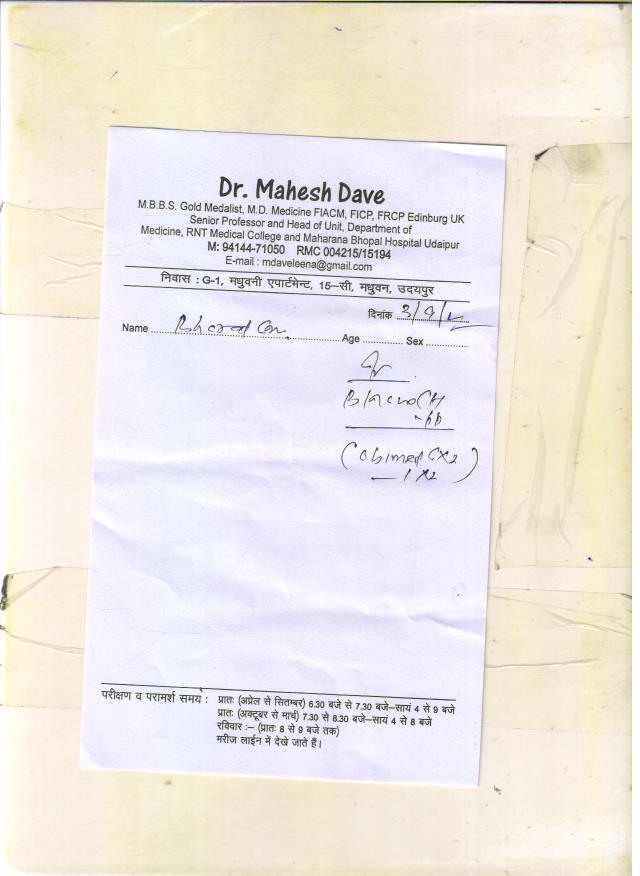 Dr. Mahesh Dave
M.B.B.S. Gold Medalist, M.D. Medicine FIACM, FICP, FRCP Edinburg UK
Senior Professor and Head of Unit, Department of
Medicine, RNT Medical College and Maharana Bhopal Hospital Udaipur
M: 94144-71050 RMC 004215/15194
E-mail : mdaveleena@gmail.com
निवास : G-1, मधुवनी एपार्टमेन्ट, 15–सी, मधुवन, उदयपुर
दिनांक 3/9/
Name Age Sex
परीक्षण व परामर्श समय : प्रातः (अप्रेल से सितम्बर) 6.30 बजे से 7.30 बजे–सायं 4 से 9 बजे
प्रातः (अक्टूबर से मार्च) 7.30 से 8.30 बजे–सायं 4 से 8 बजे
रविवार :– (प्रातः 8 से 9 बजे तक)
मरीज लाईन में देखे जाते हैं।